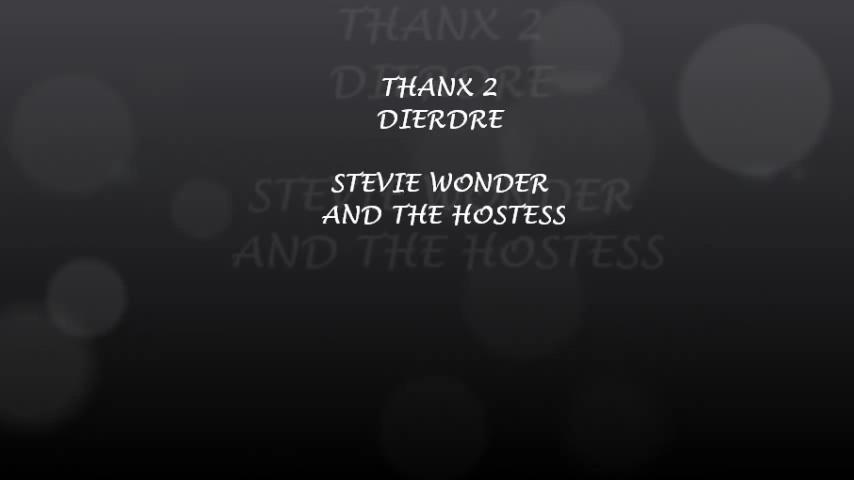 THANX 2
DIERDRE
STEVIE WONDER
AND THE HOSTESS